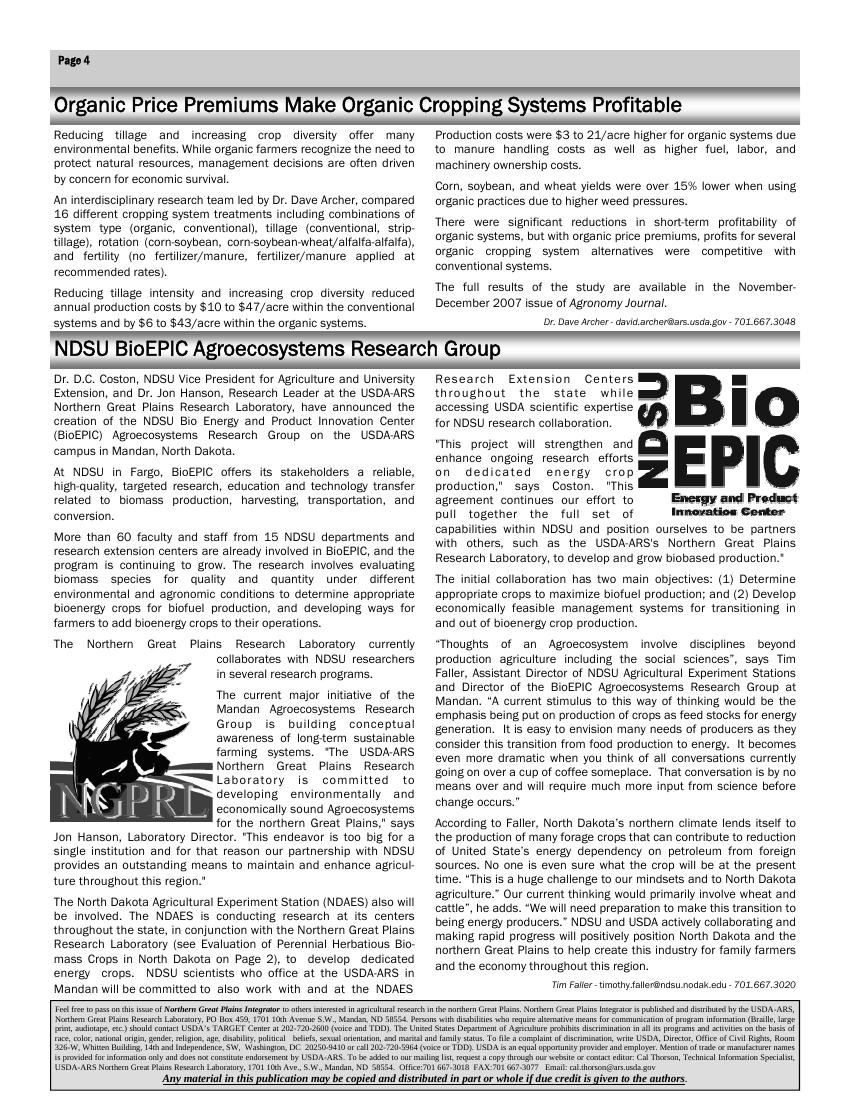 Page 4
Organic Price Premiums Make Organic Cropping Systems Profitable
Reducing tillage and increasing crop diversity offer many
environmental benefits. While organic farmers recognize the need to
protect natural resources, management decisions are often driven
by concern for economic survival.
An interdisciplinary research team led by Dr. Dave Archer, compared
16 different cropping system treatments including combinations of
system type (organic, conventional), tillage (conventional, strip-
tillage), rotation (corn-soybean, corn-soybean-wheat/alfalfa-alfalfa),
and fertility (no fertilizer/manure, fertilizer/manure applied at
recommended rates).
Reducing tillage intensity and increasing crop diversity reduced
annual production costs by $10 to $47/acre within the conventional
systems and by $6 to $43/acre within the organic systems.
Production costs were $3 to 21/acre higher for organic systems due
to manure handling costs as well as higher fuel, labor, and
machinery ownership costs.
Corn, soybean, and wheat yields were over 15% lower when using
organic practices due to higher weed pressures.
There were significant reductions in short-term profitability of
organic systems, but with organic price premiums, profits for several
organic cropping system alternatives were competitive with
conventional systems.
The full results of the study are available in the November-
December 2007 issue of Agronomy Journal.
Dr. Dave Archer - david.archer@ars.usda.gov - 701.667.3048
NDSU BioEPIC Agroecosystems Research Group
Dr. D.C. Coston, NDSU Vice President for Agriculture and University
Extension, and Dr. Jon Hanson, Research Leader at the USDA-ARS
Northern Great Plains Research Laboratory, have announced the
creation of the NDSU Bio Energy and Product Innovation Center
(BioEPIC) Agroecosystems Research Group on the USDA-ARS
campus in Mandan, North Dakota.
At NDSU in Fargo, BioEPIC offers its stakeholders a reliable,
high-quality, targeted research, education and technology transfer
related to biomass production, harvesting, transportation, and
conversion.
More than 60 faculty and staff from 15 NDSU departments and
research extension centers are already involved in BioEPIC, and the
program is continuing to grow. The research involves evaluating
biomass species for quality and quantity under different
environmental and agronomic conditions to determine appropriate
bioenergy crops for biofuel production, and developing ways for
farmers to add bioenergy crops to their operations.
The Northern Great Plains Research Laboratory currently
collaborates with NDSU researchers
in several research programs.
The current major initiative of the
Mandan Agroecosystems Research
Group is building conceptual
awareness of long-term sustainable
farming systems. "The USDA-ARS
Northern Great Plains Research
Laboratory is committed to
developing environmentally and
economically sound Agroecosystems
for the northern Great Plains," says
NGPRL
Jon Hanson, Laboratory Director. "This endeavor is too big for a
single institution and for that reason our partnership with NDSU
provides an outstanding means to maintain and enhance agricul-
ture throughout this region."
The North Dakota Agricultural Experiment Station (NDAES) also will
be involved. The NDAES is conducting research at its centers
throughout the state, in conjunction with the Northern Great Plains
Research Laboratory (see Evaluation of Perennial Herbatious Bio-
mass Crops in North Dakota on Page 2), to develop dedicated
energy crops. NDSU scientists who office at the USDA-ARS in
Mandan will be committed to also work with and at the NDAES
Research Extension Centers
throughout the state while
accessing USDA scientific expertise
for NDSU research collaboration.
NDSU
Bio
EPIC
Energy and Product
Innovation Center
"This project will strengthen and
enhance ongoing research efforts
on dedicated energy crop
production," says Coston. "This
agreement continues our effort to
pull together the full set of
capabilities within NDSU and position ourselves to be partners
with others, such as the USDA-ARS's Northern Great Plains
Research Laboratory, to develop and grow biobased production."
The initial collaboration has two main objectives: (1) Determine
appropriate crops to maximize biofuel production; and (2) Develop
economically feasible management systems for transitioning in
and out of bioenergy crop production.
“Thoughts of an Agroecosystem involve disciplines beyond
production agriculture including the social sciences”, says Tim
Faller, Assistant Director of NDSU Agricultural Experiment Stations
and Director of the BioEPIC Agroecosystems Research Group at
Mandan. “A current stimulus to this way of thinking would be the
emphasis being put on production of crops as feed stocks for energy
generation. It is easy to envision many needs of producers as they
consider this transition from food production to energy. It becomes
even more dramatic when you think of all conversations currently
going on over a cup of coffee someplace. That conversation is by no
means over and will require much more input from science before
change occurs.”
According to Faller, North Dakota’s northern climate lends itself to
the production of many forage crops that can contribute to reduction
of United State’s energy dependency on petroleum from foreign
sources. No one is even sure what the crop will be at the present
time. “This is a huge challenge to our mindsets and to North Dakota
agriculture.” Our current thinking would primarily involve wheat and
cattle”, he adds. “We will need preparation to make this transition to
being energy producers.” NDSU and USDA actively collaborating and
making rapid progress will positively position North Dakota and the
northern Great Plains to help create this industry for family farmers
and the economy throughout this region.
Tim Faller - timothy.faller@ndsu.nodak.edu - 701.667.3020
Feel free to pass on this issue of Northern Great Plains Integrator to others interested in agricultural research in the northern Great Plains. Northern Great Plains Integrator is published and distributed by the USDA-ARS,
Northern Great Plains Research Laboratory, PO Box 459, 1701 10th Avenue S.W., Mandan, ND 58554. Persons with disabilities who require alternative means for communication of program information (Braille, large
print, audiotape, etc.) should contact USDA’s TARGET Center at 202-720-2600 (voice and TDD). The United States Department of Agriculture prohibits discrimination in all its programs and activities on the basis of
race, color, national origin, gender, religion, age, disability, political beliefs, sexual orientation, and marital and family status. To file a complaint of discrimination, write USDA, Director, Office of Civil Rights, Room
326-W, Whitten Building, 14th and Independence, SW, Washington, DC 20250-9410 or call 202-720-5964 (voice or TDD). USDA is an equal opportunity provider and employer. Mention of trade or manufacturer names
is provided for information only and does not constitute endorsement by USDA-ARS. To be added to our mailing list, request a copy through our website or contact editor: Cal Thorson, Technical Information Specialist,
USDA-ARS Northern Great Plains Research Laboratory, 1701 10th Ave., S.W., Mandan, ND 58554. Office:701 667-3018 FAX:701 667-3077 Email: cal.thorson@ars.usda.gov
Any material in this publication may be copied and distributed in part or whole if due credit is given to the authors.